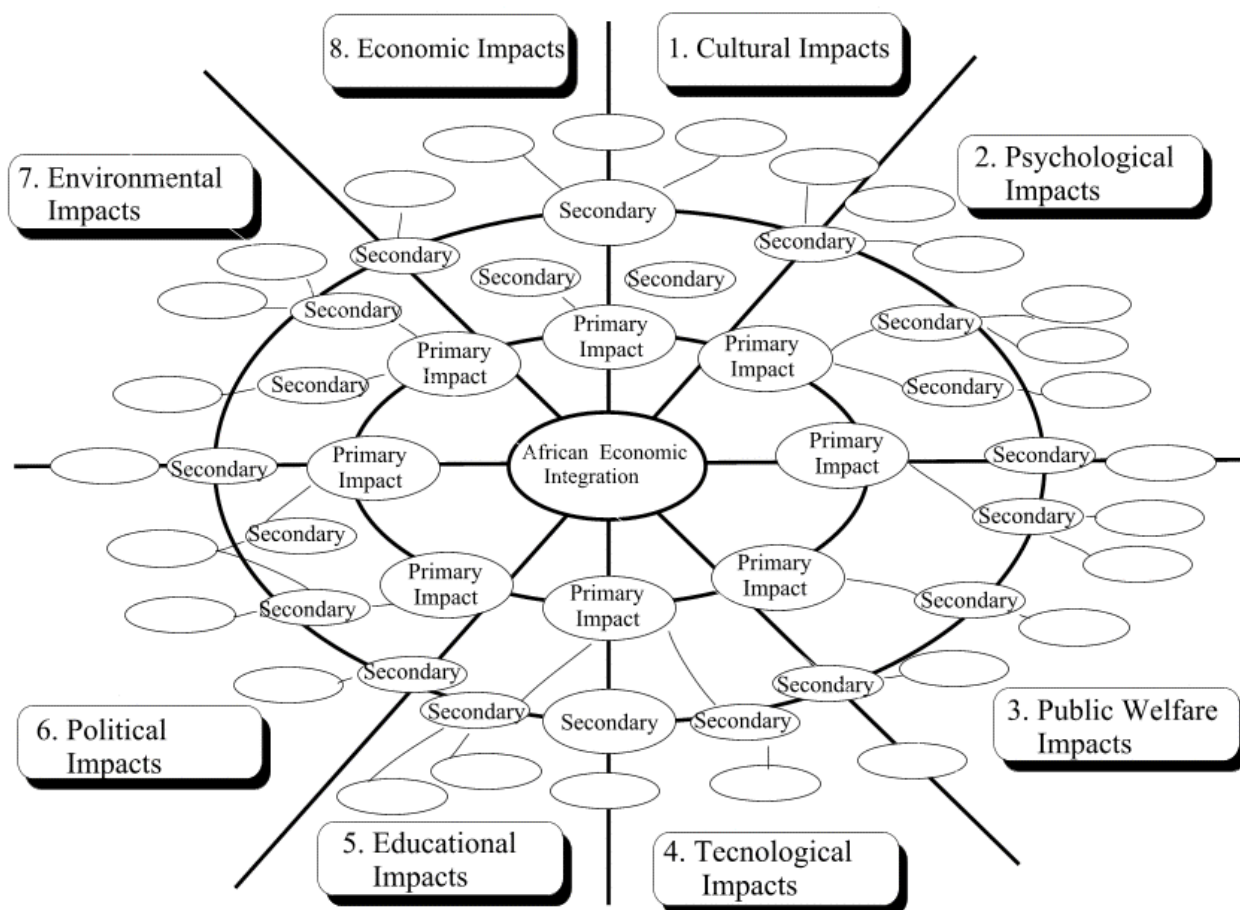 8. Economic Impacts
1. Cultural Impacts
7. Environmental
Impacts
2. Psychological
Impacts
Secondary
Secondary
Secondary
Secondary
Secondary
Secondary
Secondary
Primary
Impact
Primary
Impact
Primary
Impact
Secondary
Secondary
Secondary
Primary
Impact
African Economic
Integration
Primary
Impact
Secondary
Secondary
Secondary
Primary
Impact
Primary
Impact
Primary
Impact
Secondary
Secondary
Secondary
Secondary
Secondary
Secondary
Secondary
6. Political
Impacts
3. Public Welfare
Impacts
5. Educational
Impacts
4. Tecnological
Impacts